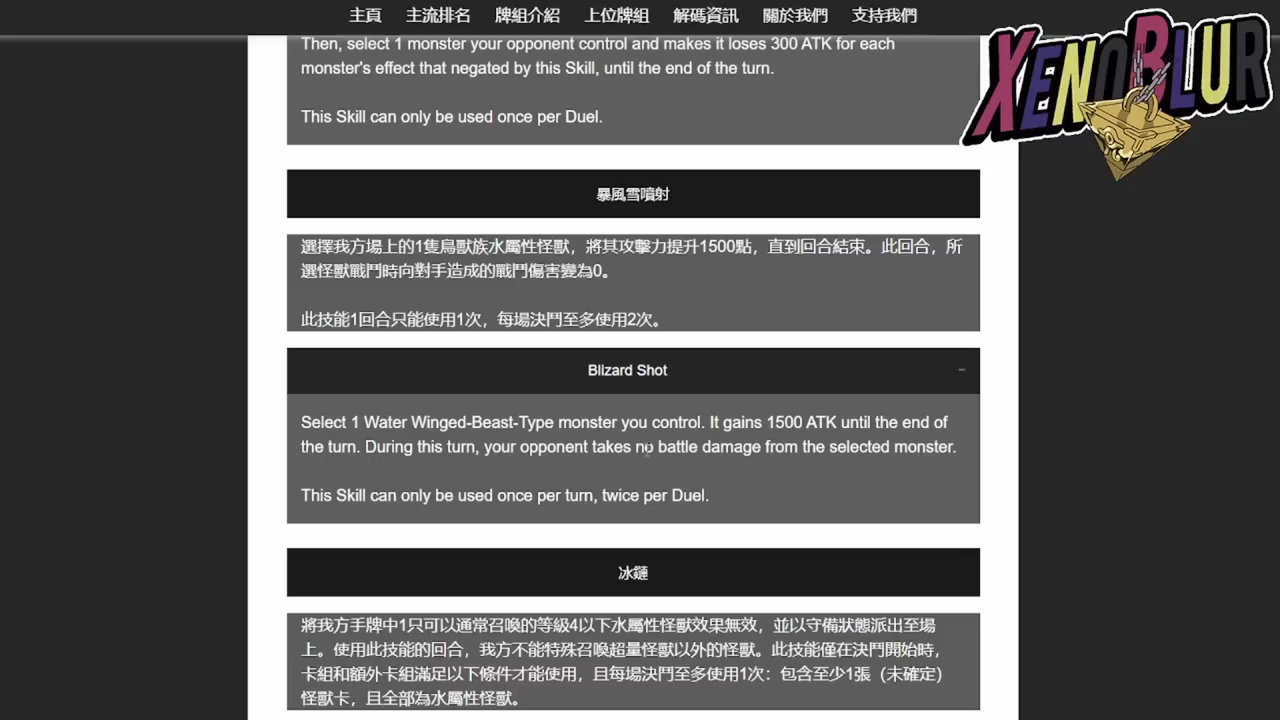 主頁 主流排名 牌組介紹 上位牌組 解碼資訊 關於我們 支持我們
XENOBLUR
Then, select 1 monster your opponent control and makes it loses 300 ATK for each
monster's effect that negated by this Skill, until the end of the turn.
This Skill can only be used once per Duel.
暴風雪噴射
選擇我方場上的1隻鳥獸族水屬性怪獸，將其攻擊力提升1500點，直到回合結束。此回合，所
選怪獸戰鬥時向對手造成的戰鬥傷害變為0。
此技能1回合只能使用1次，每場決鬥至多使用2次。
Blizard Shot
Select 1 Water Winged-Beast-Type monster you control. It gains 1500 ATK until the end of
the turn. During this turn, your opponent takes no battle damage from the selected monster.
This Skill can only be used once per turn, twice per Duel.
冰鏈
將我方手牌中1只可以通常召喚的等級4以下水屬性怪獸效果無效，並以守備狀態派出至場
上。使用此技能的回合，我方不能特殊召喚超量怪獸以外的怪獸。此技能僅在決鬥開始時，
卡組和額外卡組滿足以下條件才能使用，且每場決鬥至多使用1次：包含至少1張（未確定）
怪獸卡，且全部為水屬性怪獸。